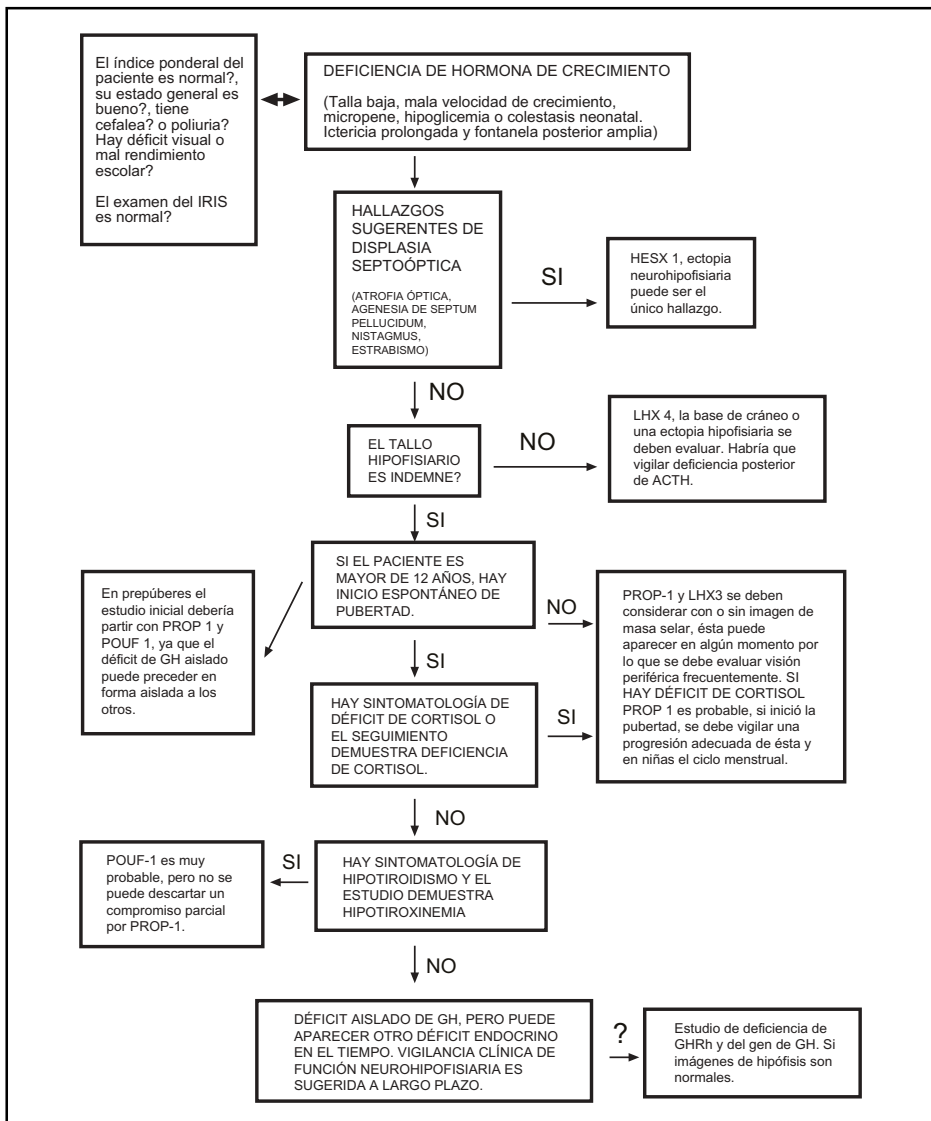 El índice ponderal del
paciente es normal?,
su estado general es
bueno?, tiene
cefalea? o poliuria?
Hay déficit visual o
mal rendimiento
escolar?
El examen del IRIS
es normal?
DEFICIENCIA DE HORMONA DE CRECIMIENTO
(Talla baja, mala velocidad de crecimiento,
micropene, hipoglicemia o colestasis neonatal.
Ictericia prolongada y fontanela posterior amplia)
HALLAZGOS
SUGERENTES DE
DISPLASIA
SEPTOÓPTICA
(ATROFIA ÓPTICA,
AGENESIA DE SEPTUM
PELLUCIDUM,
NISTAGMUS,
ESTRABISMO)
SI
HESX 1, ectopia
neurohipofisiaria
puede ser el
único hallazgo.
NO
EL TALLO
HIPOFISIARIO
ES INDEMNE?
NO
LHX 4, la base de cráneo o
una ectopia hipofisiaria se
deben evaluar. Habría que
vigilar deficiencia posterior
de ACTH.
SI
SI EL PACIENTE ES
MAYOR DE 12 AÑOS, HAY
INICIO ESPONTÁNEO DE
PUBERTAD.
En prepúberes el
estudio inicial debería
partir con PROP 1 y
POUF 1, ya que el
déficit de GH aislado
puede preceder en
forma aislada a los
otros.
NO
PROP-1 y LHX3 se deben
considerar con o sin imagen de
masa selar, ésta puede
aparecer en algún momento por
lo que se debe evaluar visión
periférica frecuentemente. SI
HAY DÉFICIT DE CORTISOL
PROP 1 es probable, si inició la
pubertad, se debe vigilar una
progresión adecuada de ésta y
en niñas el ciclo menstrual.
SI
HAY SINTOMATOLOGÍA DE
DÉFICIT DE CORTISOL O
EL SEGUIMIENTO
DEMUESTRA DEFICIENCIA
DE CORTISOL.
SI
NO
HAY SINTOMATOLOGÍA DE
HIPOTIROIDISMO Y EL
ESTUDIO DEMUESTRA
HIPOTIROXINEMIA
SI
POUF-1 es muy
probable, pero no se
puede descartar un
compromiso parcial
por PROP-1.
NO
DÉFICIT AISLADO DE GH, PERO PUEDE
APARECER OTRO DÉFICIT ENDOCRINO
EN EL TIEMPO. VIGILANCIA CLÍNICA DE
FUNCIÓN NEUROHIPOFISIARIA ES
SUGERIDA A LARGO PLAZO.
?
Estudio de deficiencia de
GHRh y del gen de GH. Si
imágenes de hipófisis son
normales.